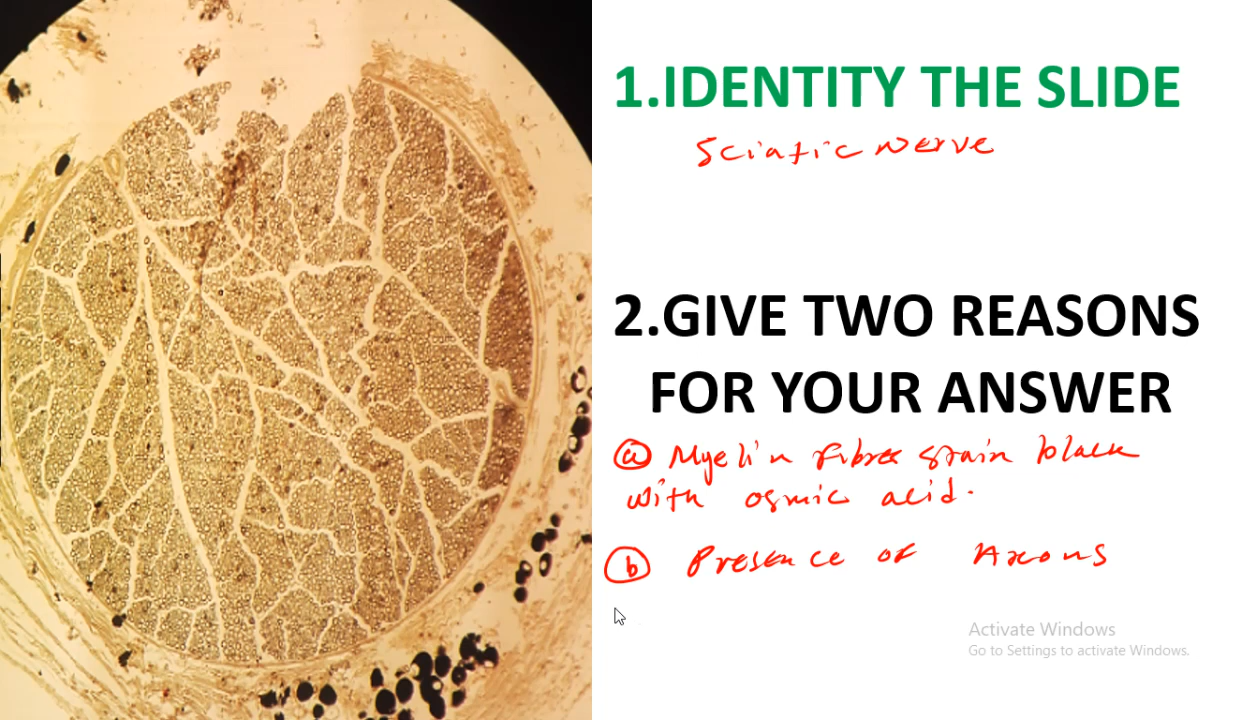 1.IDENTITY THE SLIDE
Sciatic nerve
2.GIVE TWO REASONS
FOR YOUR ANSWER
(a) Myelin fibre stain black
with osmic acid.
(b) Presence of Axons
Activate Windows
Go to Settings to activate Windows.